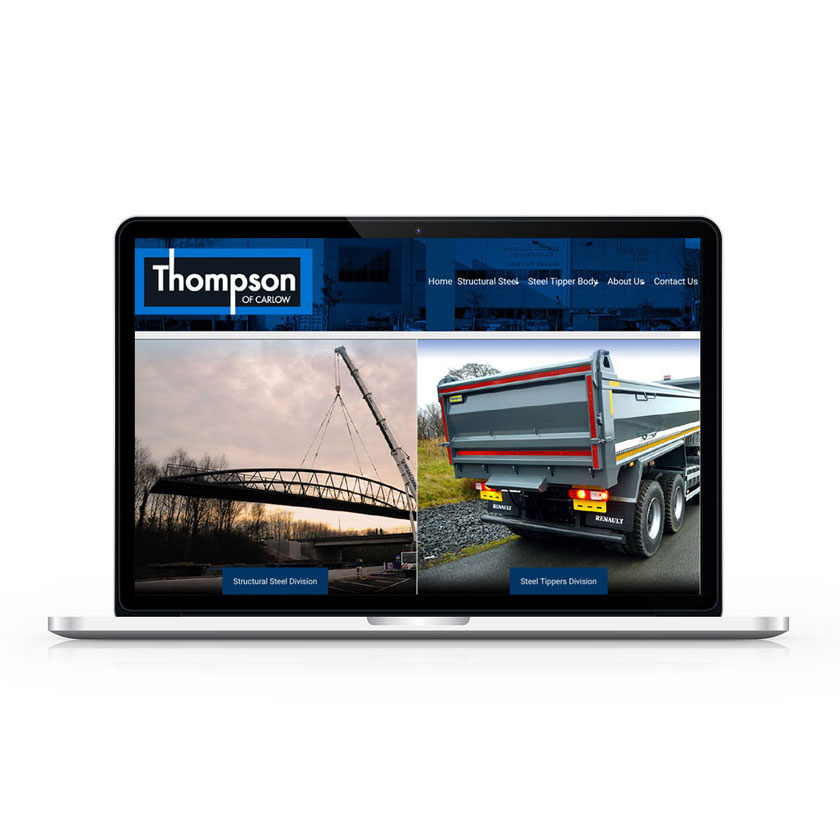 Thompson
OF CARLOW
Home Structural Steel Steel Tipper Body About Us Contact Us
Thompson
RENAULT
RENAULT
Structural Steel Division
Steel Tippers Division